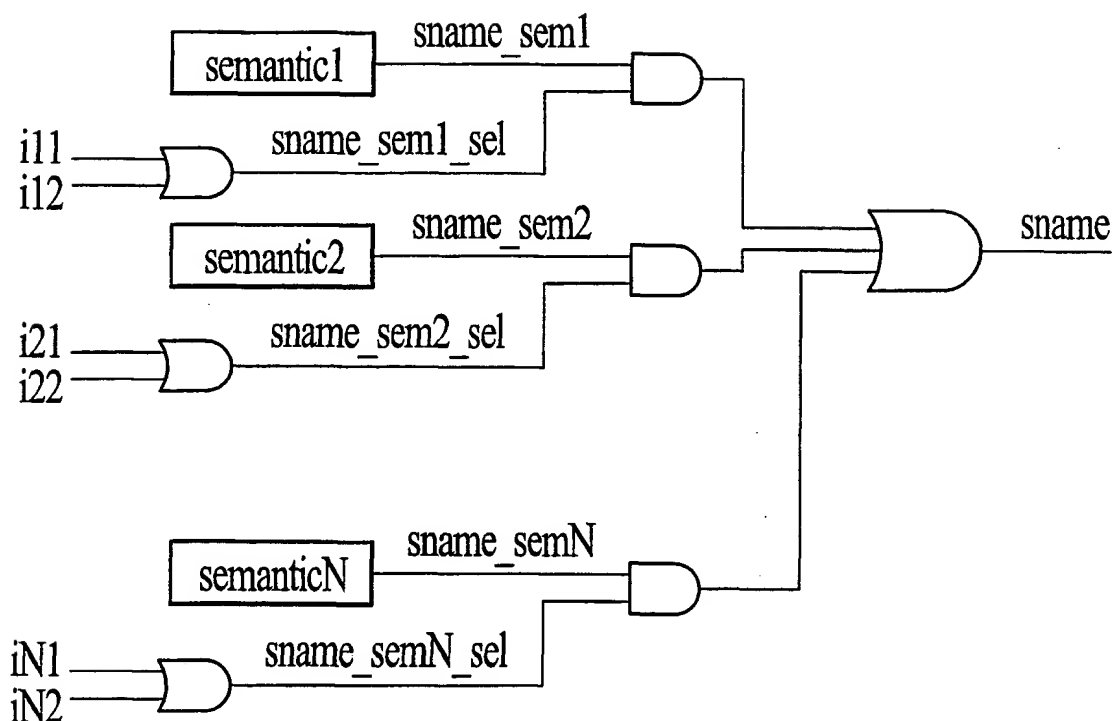 sname_sem1
semantic1
i11
sname_sem1_sel
i12
sname_sem2
sname
semantic2
i21
sname_sem2_sel
i22
sname_semN
semanticN
iN1
sname_semN_sel
iN2